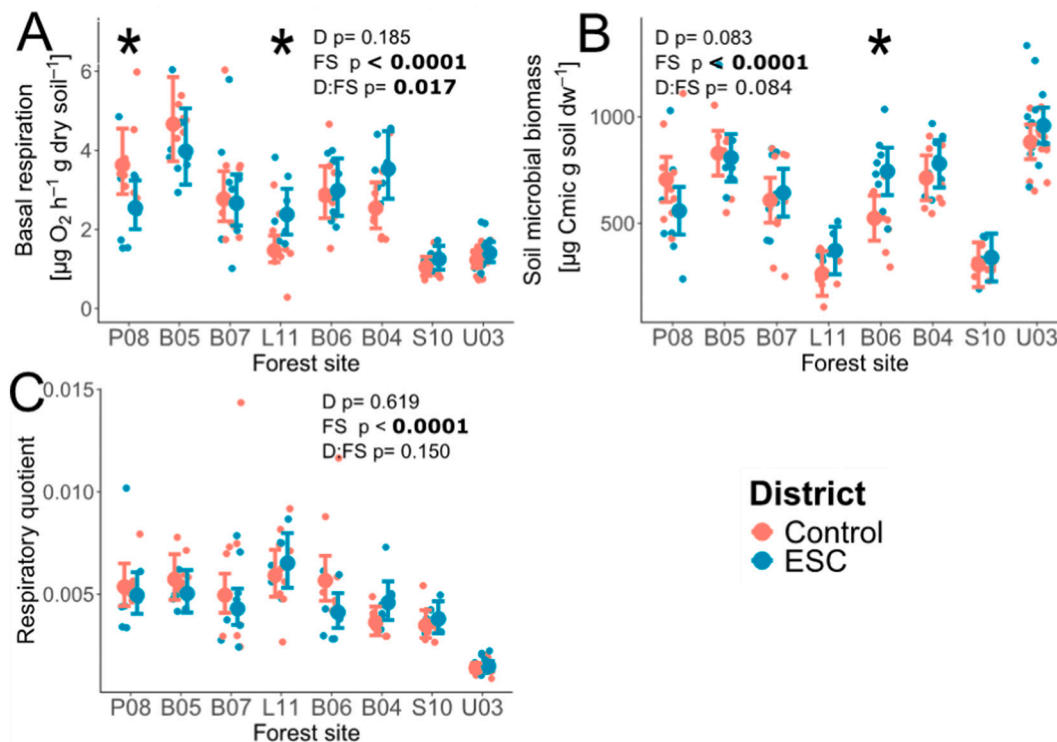 A
*
*
D p= 0.185
FS p < 0.0001
D:FS p= 0.017
Basal respiration
[µg O₂ h⁻¹ g dry soil⁻¹]
6
4
2
0
P08 B05 B07 L11 B06 B04 S10 U03
Forest site
B
D p= 0.083
FS p < 0.0001
D:FS p= 0.084
*
Soil microbial biomass
[µg Cmic g soil dw⁻¹]
1000
500
P08 B05 B07 L11 B06 B04 S10 U03
Forest site
C
D p= 0.619
FS p < 0.0001
D:FS p= 0.150
Respiratory quotient
0.015
0.010
0.005
P08 B05 B07 L11 B06 B04 S10 U03
Forest site
District
Control
ESC